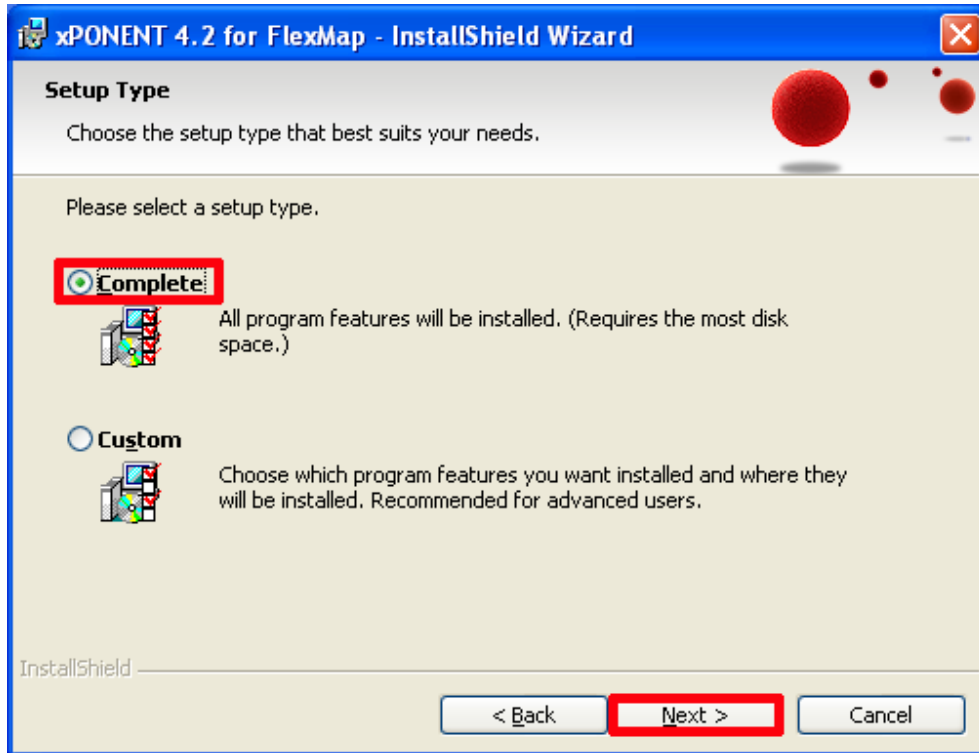 xPONENT 4.2 for FlexMap - InstallShield Wizard
Setup Type
Choose the setup type that best suits your needs.
Please select a setup type.
Complete
All program features will be installed. (Requires the most disk
space.)
Custom
Choose which program features you want installed and where they
will be installed. Recommended for advanced users.
InstallShield
< Back Next > Cancel